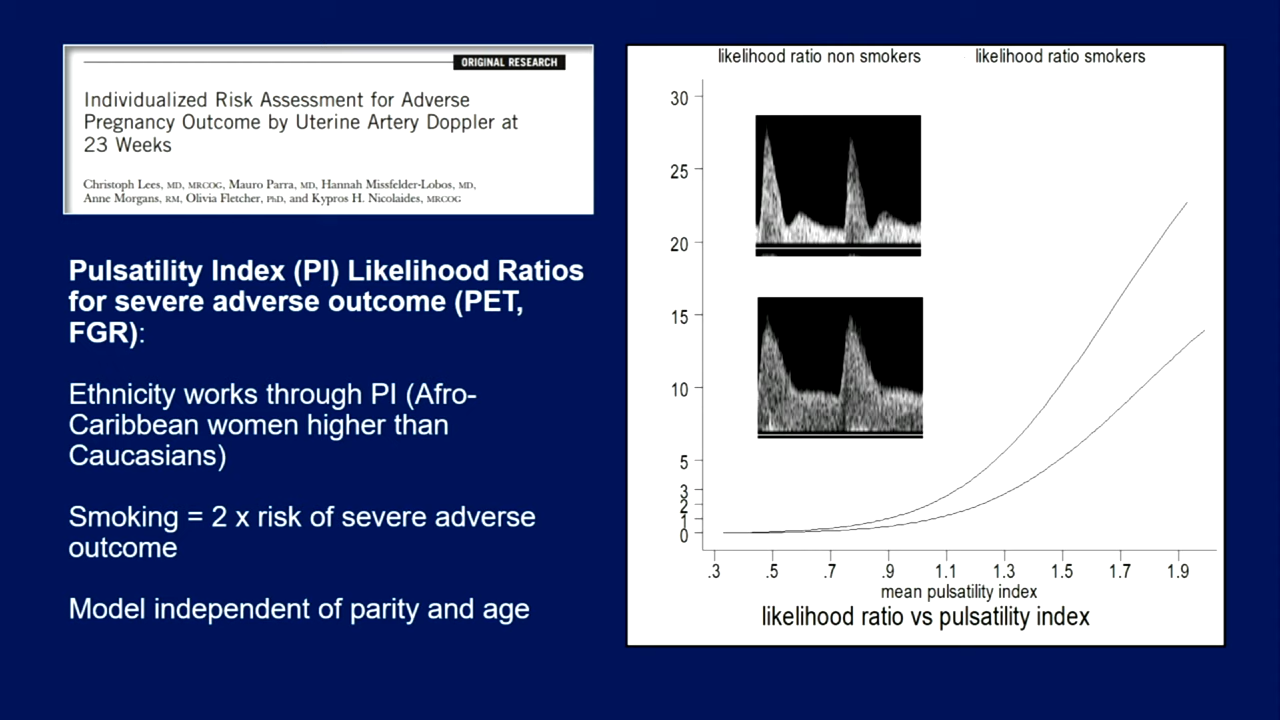 ORIGINAL RESEARCH
Individualized Risk Assessment for Adverse
Pregnancy Outcome by Uterine Artery Doppler at
23 Weeks
Christoph Lees, MD, MRCOG, Mauro Parra, MD, Hannah Missfelder-Lobos, MD,
Anne Morgans, RM, Olivia Fletcher, PhD, and Kypros H. Nicolaides, MRCOG
Pulsatility Index (PI) Likelihood Ratios
for severe adverse outcome (PET,
FGR):
Ethnicity works through PI (Afro-
Caribbean women higher than
Caucasians)
Smoking = 2 x risk of severe adverse
outcome
Model independent of parity and age
likelihood ratio non smokers likelihood ratio smokers
30
25
20
15
10
5
3
2
1
0
.3 .5 .7 .9 1.1 1.3 1.5 1.7 1.9
mean pulsatility index
likelihood ratio vs pulsatility index